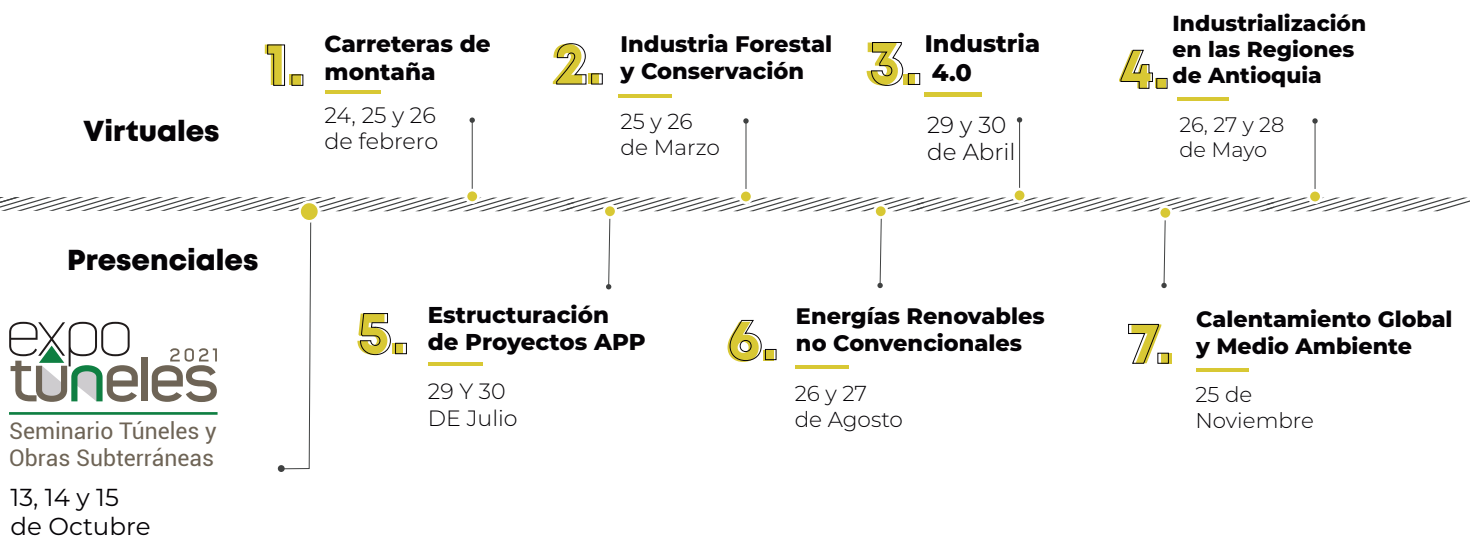 Virtuales
1.
Carreteras de
montaña
24, 25 y 26
de febrero
2.
Industria Forestal
y Conservación
25 y 26
de Marzo
3.
Industria
4.0
29 y 30
de Abril
4.
Industrialización
en las Regiones
de Antioquia
26, 27 y 28
de Mayo
Presenciales
expo
2021
túneles
Seminario Túneles y
Obras Subterráneas
13, 14 y 15
de Octubre
5.
Estructuración
de Proyectos APP
29 Y 30
DE Julio
6.
Energías Renovables
no Convencionales
26 y 27
de Agosto
7.
Calentamiento Global
y Medio Ambiente
25 de
Noviembre